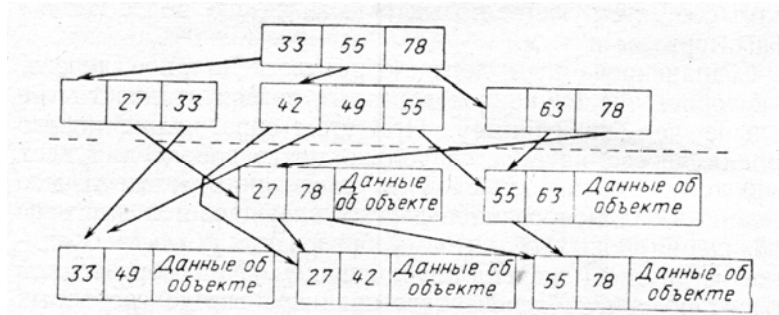 33 55 78
27 33
42 49 55
63 78
27 78 Данные об объекте
55 63 Данные об объекте
33 49 Данные об объекте
27 42 Данные об объекте
55 78 Данные об объекте